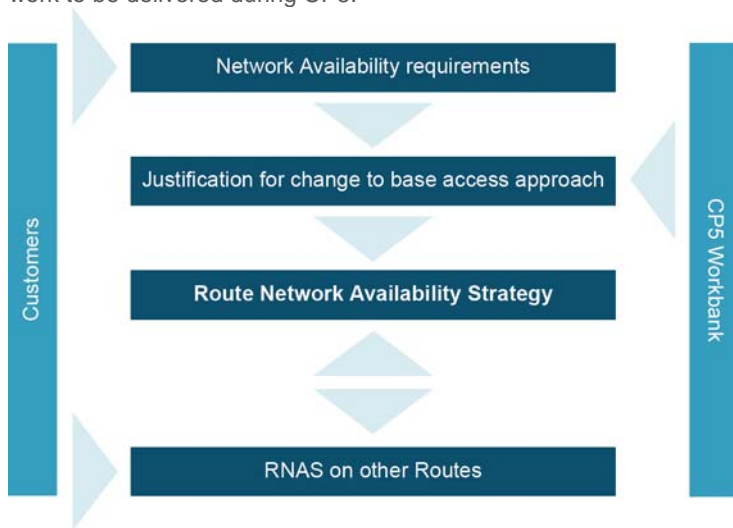 work to be delivered during CP5.
Network Availability requirements
Justification for change to base access approach
Customers
CP5 Workbank
Route Network Availability Strategy
RNAS on other Routes